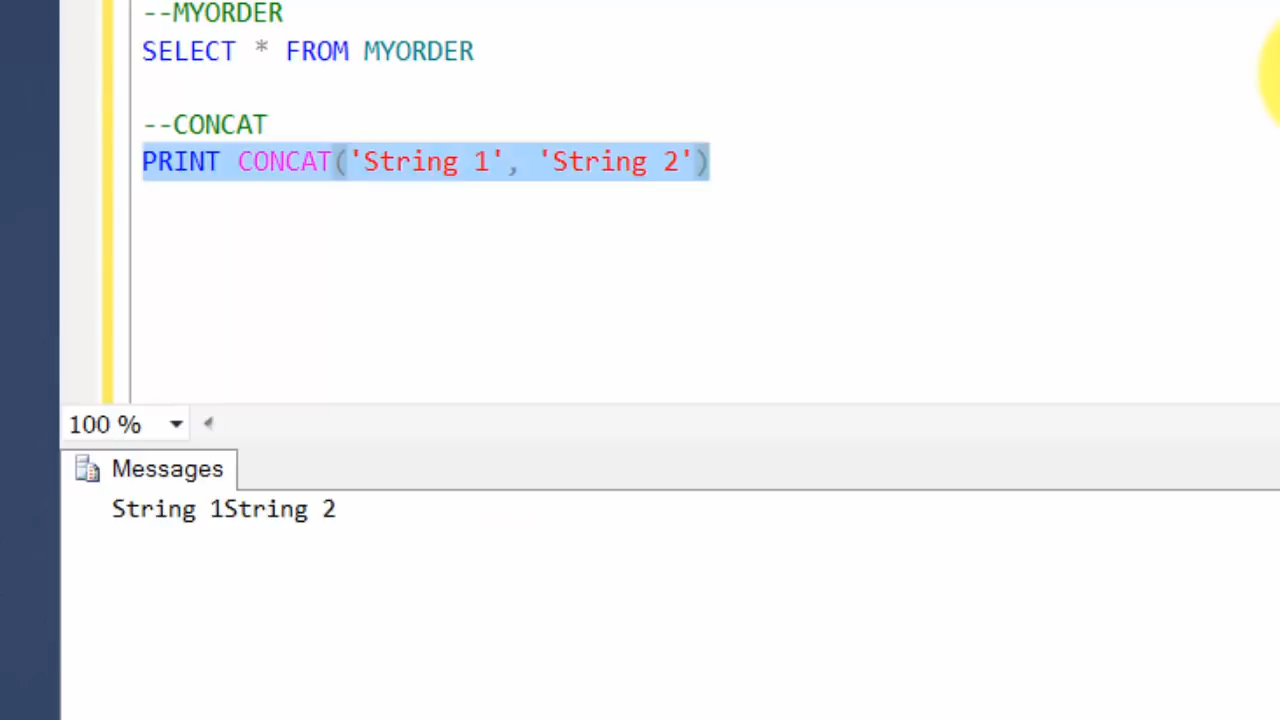 --MYORDER
SELECT * FROM MYORDER
--CONCAT
PRINT CONCAT('String 1', 'String 2')
100 %
Messages
String 1String 2